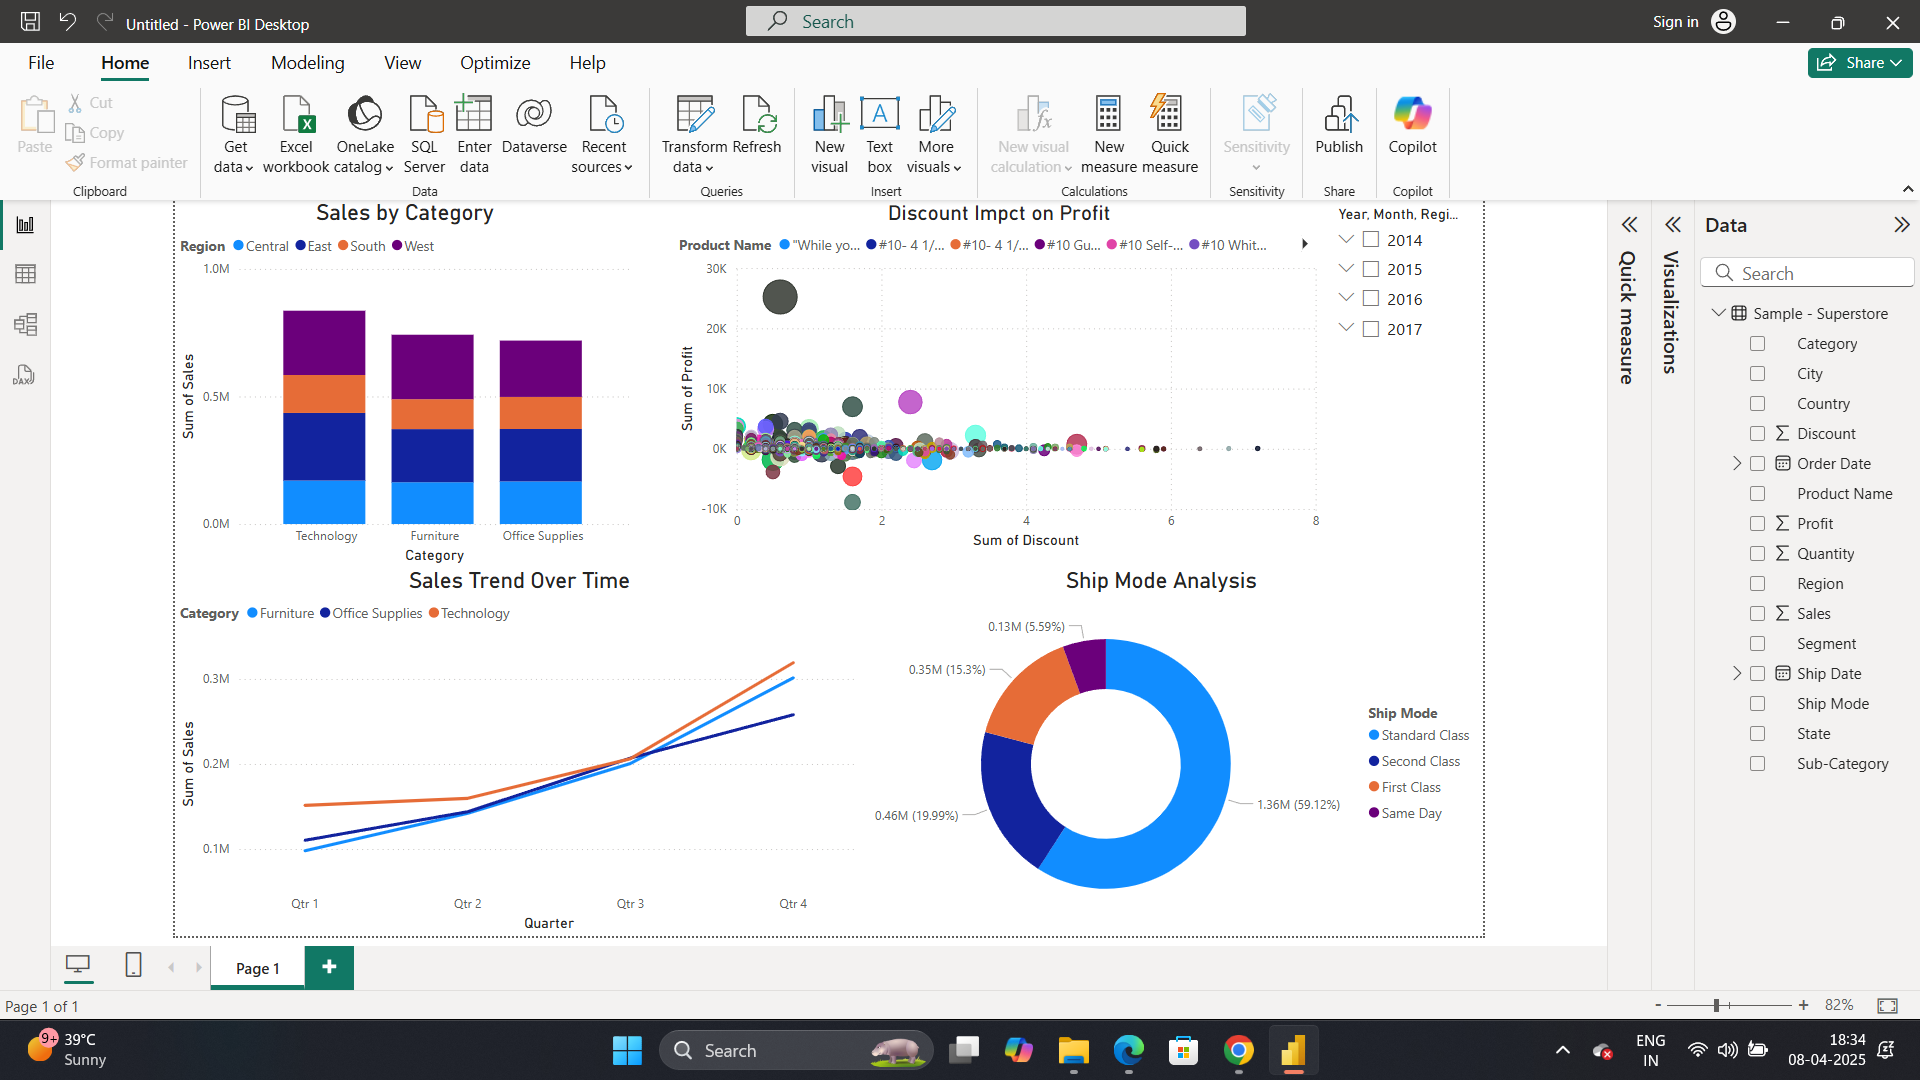 Untitled - Power BI Desktop
Search
Sign in
File Home Insert Modeling View Optimize Help
Share
Paste
Cut
Copy
Format painter
Clipboard
Get data
Excel workbook
OneLake catalog
SQL Server
Enter data
Dataverse
Recent sources
Data
Transform data
Refresh
Queries
New visual
Text box
More visuals
Insert
New visual calculation
New measure
Quick measure
Calculations
Sensitivity
Sensitivity
Publish
Share
Copilot
Copilot
DAX
Sales by Category
Region Central East South West
1.0M
0.5M
0.0M
Sum of Sales
Technology Furniture Office Supplies
Category
Discount Impct on Profit
Product Name "While yo... #10- 4 1/... #10- 4 1/... #10 Gu... #10 Self-... #10 Whit...
30K
20K
10K
0K
-10K
Sum of Profit
0 2 4 6 8
Sum of Discount
Year, Month, Regi...
2014
2015
2016
2017
Sales Trend Over Time
Category Furniture Office Supplies Technology
0.3M
0.2M
0.1M
Sum of Sales
Qtr 1 Qtr 2 Qtr 3 Qtr 4
Quarter
Ship Mode Analysis
0.13M (5.59%)
0.35M (15.3%)
0.46M (19.99%)
1.36M (59.12%)
Ship Mode
Standard Class
Second Class
First Class
Same Day
Quick measure
Visualizations
Data
Search
Sample - Superstore
Category
City
Country
Discount
Order Date
Product Name
Profit
Quantity
Region
Sales
Segment
Ship Date
Ship Mode
State
Sub-Category
Page 1
Page 1 of 1
- + 82%
9+
39°C
Sunny
Search
ENG
IN
18:34
08-04-2025